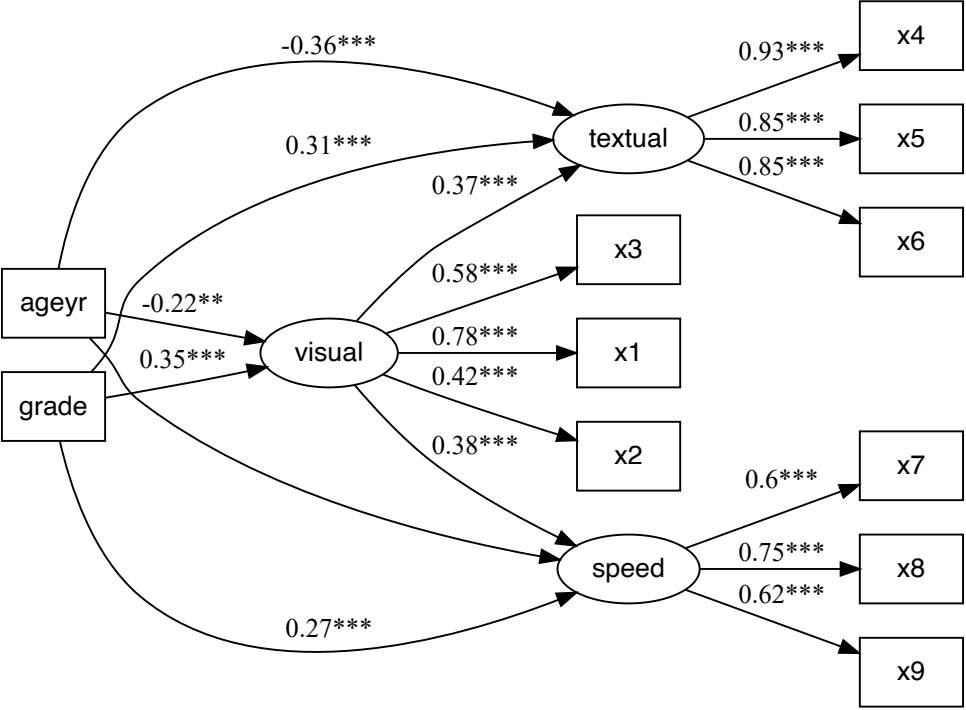 x4
-0.36***
0.93***
0.85***
x5
textual
0.31***
0.85***
0.37***
x6
x3
0.58***
ageyr
-0.22**
0.78***
visual
x1
0.35***
0.42***
grade
0.38***
x2
x7
0.6***
0.75***
speed
x8
0.62***
0.27***
x9